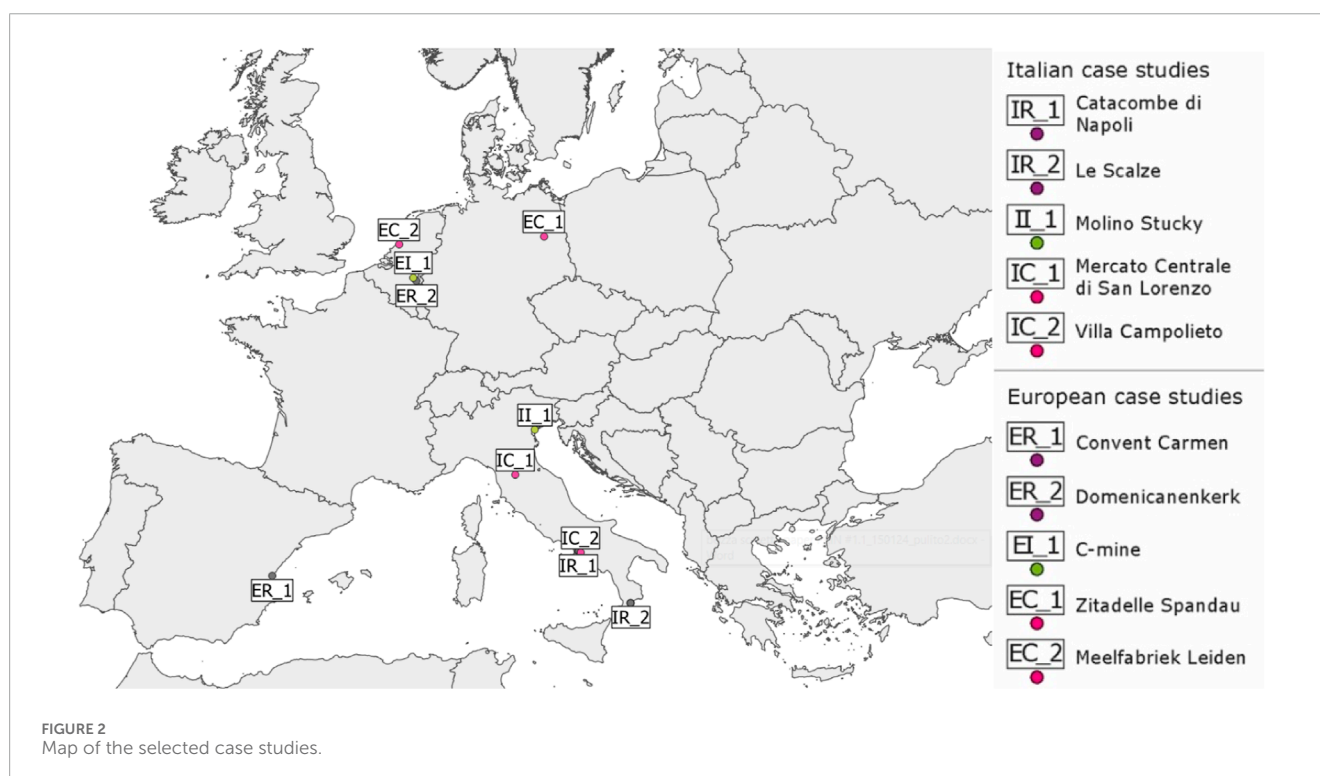 EC_2
EC_1
EI_1
ER_2
II_1
IC_1
IC_2
IR_1
ER_1
IR_2
Italian case studies
IR_1 Catacombe di
Napoli
IR_2 Le Scalze
II_1 Molino Stucky
IC_1 Mercato Centrale
di San Lorenzo
IC_2 Villa Campolieto
European case studies
ER_1 Convent Carmen
ER_2 Domenicanenkerk
EI_1 C-mine
EC_1 Zitadelle Spandau
EC_2 Meelfabriek Leiden
FIGURE 2
Map of the selected case studies.